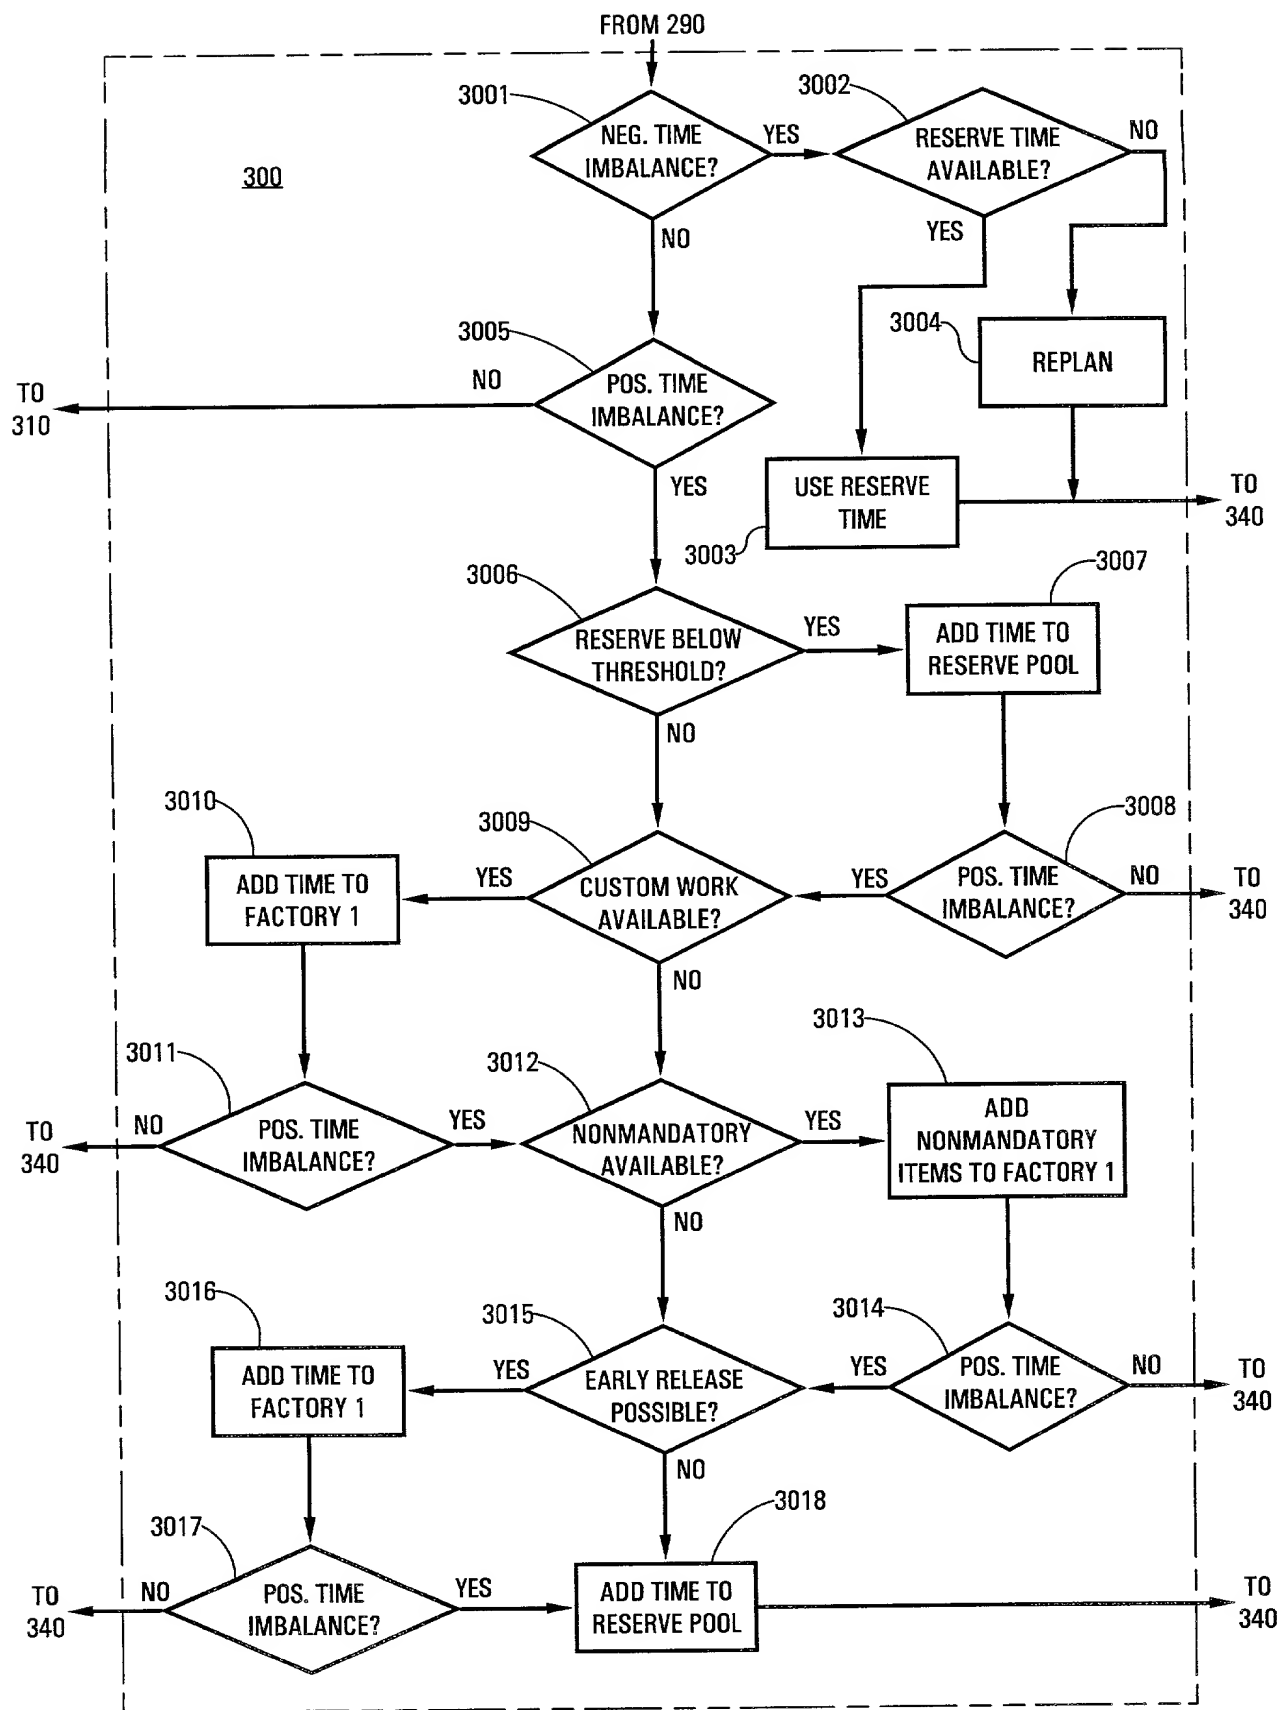 FROM 290
3001
NEG. TIME
IMBALANCE?
YES
3002
RESERVE TIME
AVAILABLE?
NO
300
NO
YES
3004
REPLAN
3005
POS. TIME
IMBALANCE?
NO
TO
310
YES
USE RESERVE
TIME
3003
TO
340
3006
RESERVE BELOW
THRESHOLD?
YES
3007
ADD TIME TO
RESERVE POOL
NO
3010
ADD TIME TO
FACTORY 1
YES
3009
CUSTOM WORK
AVAILABLE?
YES
3008
POS. TIME
IMBALANCE?
NO
TO
340
NO
3011
TO
340
NO
POS. TIME
IMBALANCE?
YES
3012
NONMANDATORY
AVAILABLE?
YES
3013
ADD
NONMANDATORY
ITEMS TO FACTORY 1
NO
3016
ADD TIME TO
FACTORY 1
YES
3015
EARLY RELEASE
POSSIBLE?
YES
3014
POS. TIME
IMBALANCE?
NO
TO
340
NO
3017
TO
340
NO
POS. TIME
IMBALANCE?
YES
3018
ADD TIME TO
RESERVE POOL
TO
340